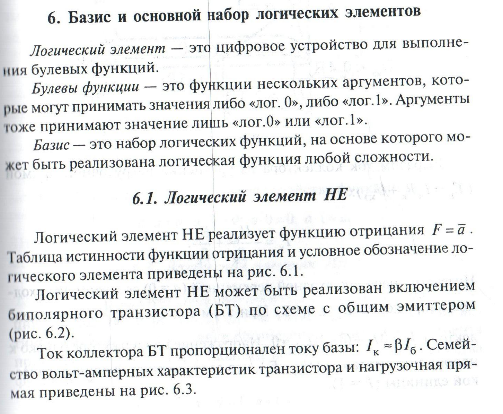 6. Базис и основной набор логических элементов
Логический элемент — это цифровое устройство для выполне-
ния булевых функций.
Булевы функции — это функции нескольких аргументов, кото-
рые могут принимать значения либо «лог. 0», либо «лог.1». Аргументы
тоже принимают значение лишь «лог.0» или «лог.1».
Базис — это набор логических функций, на основе которого мо-
жет быть реализована логическая функция любой сложности.
6.1. Логический элемент НЕ
Логический элемент НЕ реализует функцию отрицания F = a̅ .
Таблица истинности функции отрицания и условное обозначение ло-
гического элемента приведены на рис. 6.1.
Логический элемент НЕ может быть реализован включением
биполярного транзистора (БТ) по схеме с общим эмиттером
(рис. 6.2).
Ток коллектора БТ пропорционален току базы: Iк ≈ βIб . Семей-
ство вольт-амперных характеристик транзистора и нагрузочная пря-
мая приведены на рис. 6.3.